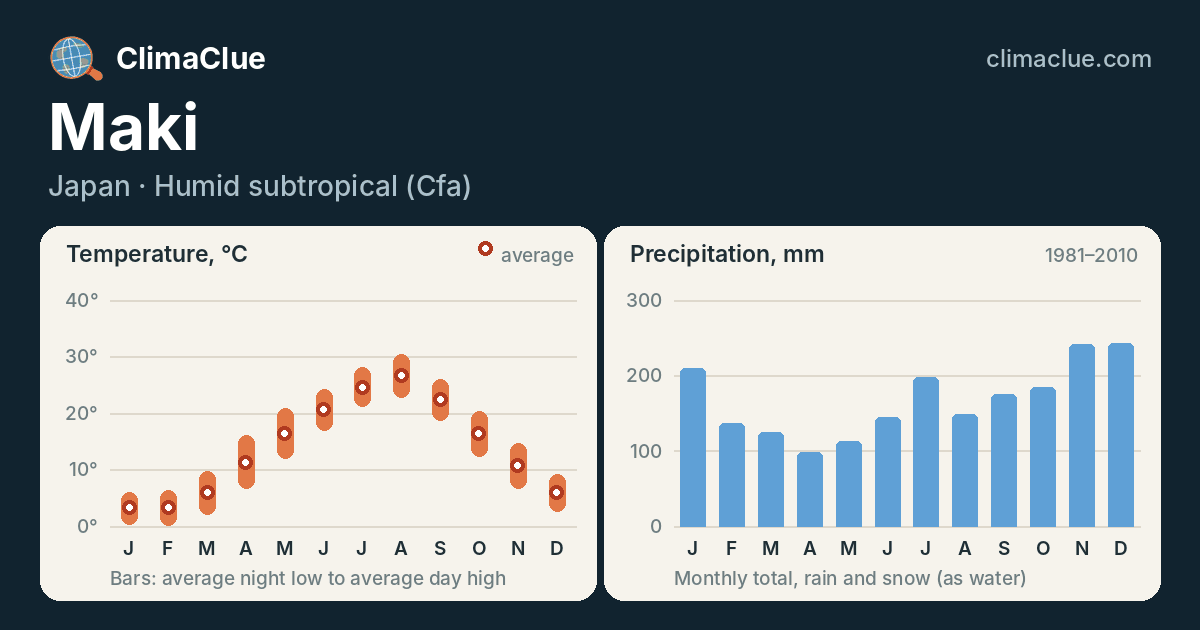 ClimaClue
climaclue.com
Maki
Japan · Humid subtropical (Cfa)
Temperature, °C
average
40°
30°
20°
10°
0°
J F M A M J J A S O N D
Bars: average night low to average day high
Precipitation, mm
1981–2010
300
200
100
0
J F M A M J J A S O N D
Monthly total, rain and snow (as water)